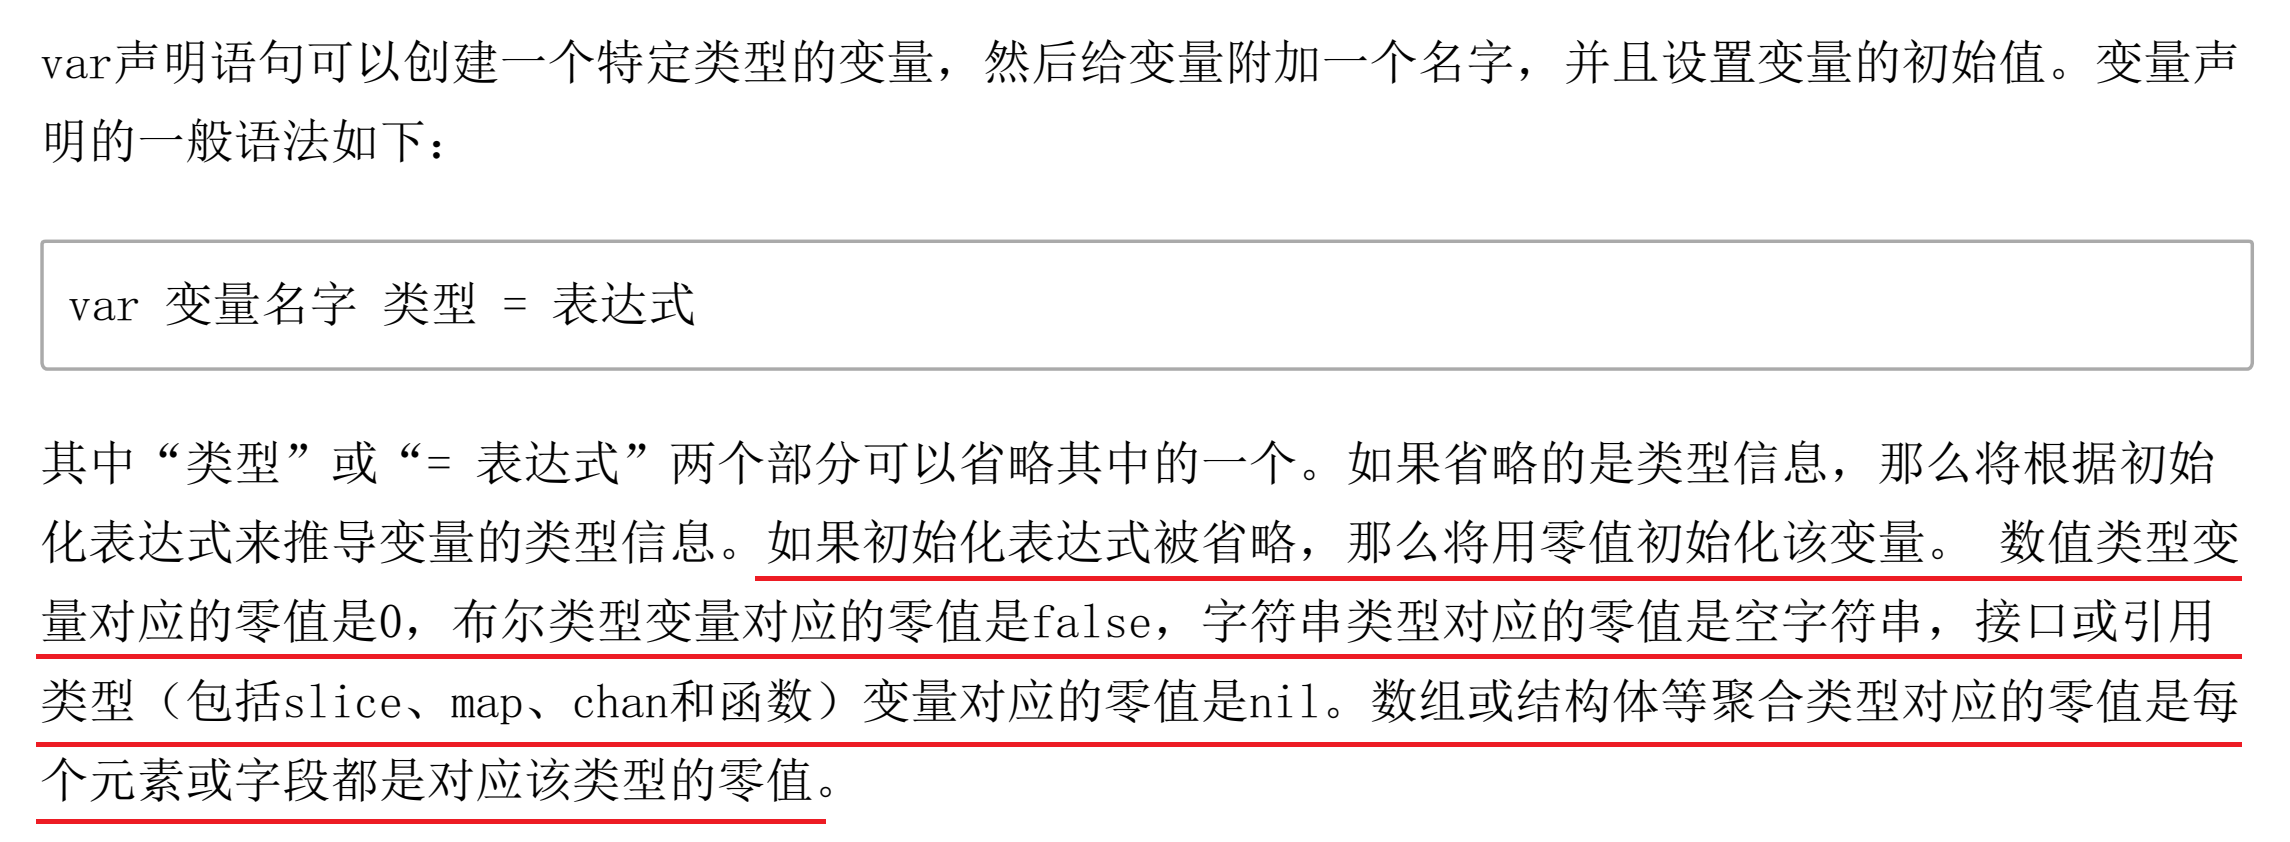 var声明语句可以创建一个特定类型的变量，然后给变量附加一个名字，并且设置变量的初始值。变量声
明的一般语法如下：
var 变量名字 类型 = 表达式
其中“类型”或“= 表达式”两个部分可以省略其中的一个。如果省略的是类型信息，那么将根据初始
化表达式来推导变量的类型信息。如果初始化表达式被省略，那么将用零值初始化该变量。 数值类型变
量对应的零值是0，布尔类型变量对应的零值是false，字符串类型对应的零值是空字符串，接口或引用
类型（包括slice、map、chan和函数）变量对应的零值是nil。数组或结构体等聚合类型对应的零值是每
个元素或字段都是对应该类型的零值。